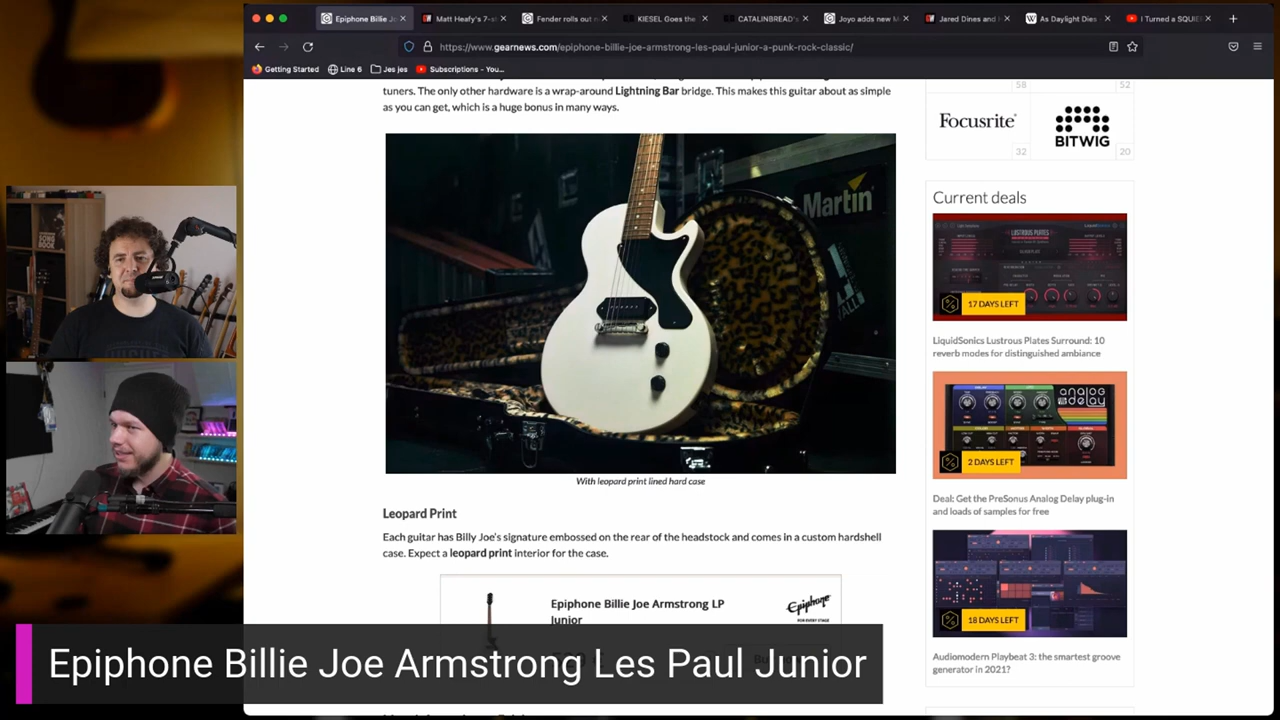 Epiphone Billie J
Matt Heafy's 7-s
Fender rolls out
KIESEL Goes the
CATALINBREAD's
Joyo adds new M
Jared Dines and
As Daylight Dies
I Turned a SQUIE
https://www.gearnews.com/epiphone-billie-joe-armstrong-les-paul-junior-a-punk-rock-classic/
Getting Started
Line 6
Jes jes
Subscriptions - You...
tuners. The only other hardware is a wrap-around Lightning Bar bridge. This makes this guitar about as simple
as you can get, which is a huge bonus in many ways.
Martin
With leopard print lined hard case
Leopard Print
Each guitar has Billy Joe's signature embossed on the rear of the headstock and comes in a custom hardshell
case. Expect a leopard print interior for the case.
Epiphone Billie Joe Armstrong LP
Junior
Epiphone
FOR EVERY STAGE
58
52
Focusrite
BITWIG
32
20
Current deals
LUSTROUS PLATES
17 DAYS LEFT
LiquidSonics Lustrous Plates Surround: 10
reverb modes for distinguished ambiance
analog
delay
2 DAYS LEFT
Deal: Get the PreSonus Analog Delay plug-in
and loads of samples for free
18 DAYS LEFT
Audiomodern Playbeat 3: the smartest groove
generator in 2021?
Epiphone Billie Joe Armstrong Les Paul Junior